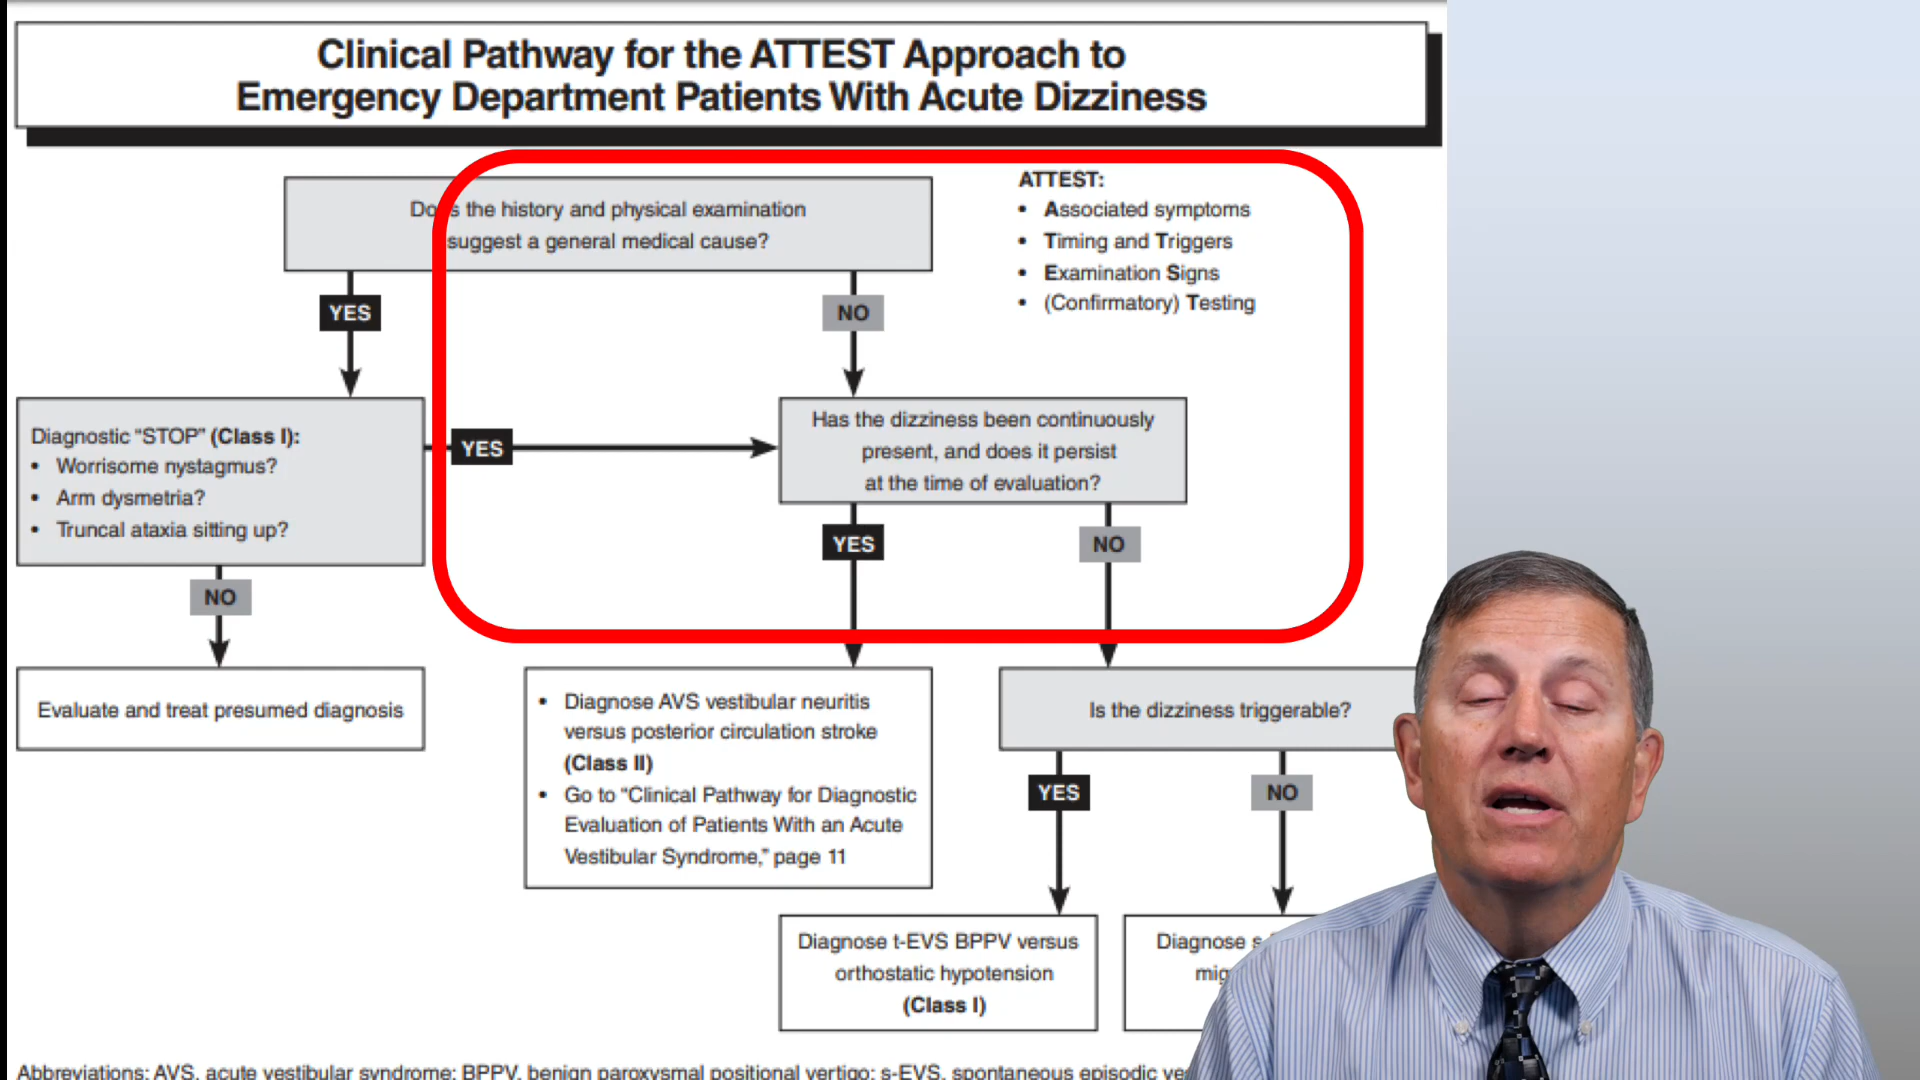 Clinical Pathway for the ATTEST Approach to
Emergency Department Patients With Acute Dizziness
Does the history and physical examination
suggest a general medical cause?
ATTEST:
• Associated symptoms
• Timing and Triggers
• Examination Signs
• (Confirmatory) Testing
YES
NO
Diagnostic “STOP” (Class I):
• Worrisome nystagmus?
• Arm dysmetria?
• Truncal ataxia sitting up?
YES
Has the dizziness been continuously
present, and does it persist
at the time of evaluation?
NO
YES
NO
Evaluate and treat presumed diagnosis
• Diagnose AVS vestibular neuritis
versus posterior circulation stroke
(Class II)
• Go to “Clinical Pathway for Diagnostic
Evaluation of Patients With an Acute
Vestibular Syndrome,” page 11
Is the dizziness triggerable?
YES
NO
Diagnose t-EVS BPPV versus
orthostatic hypotension
(Class I)
Diagnose
Abbreviations: AVS, acute vestibular syndrome; BPPV, benign paroxysmal positional vertigo; s-EVS, spontaneous episodic